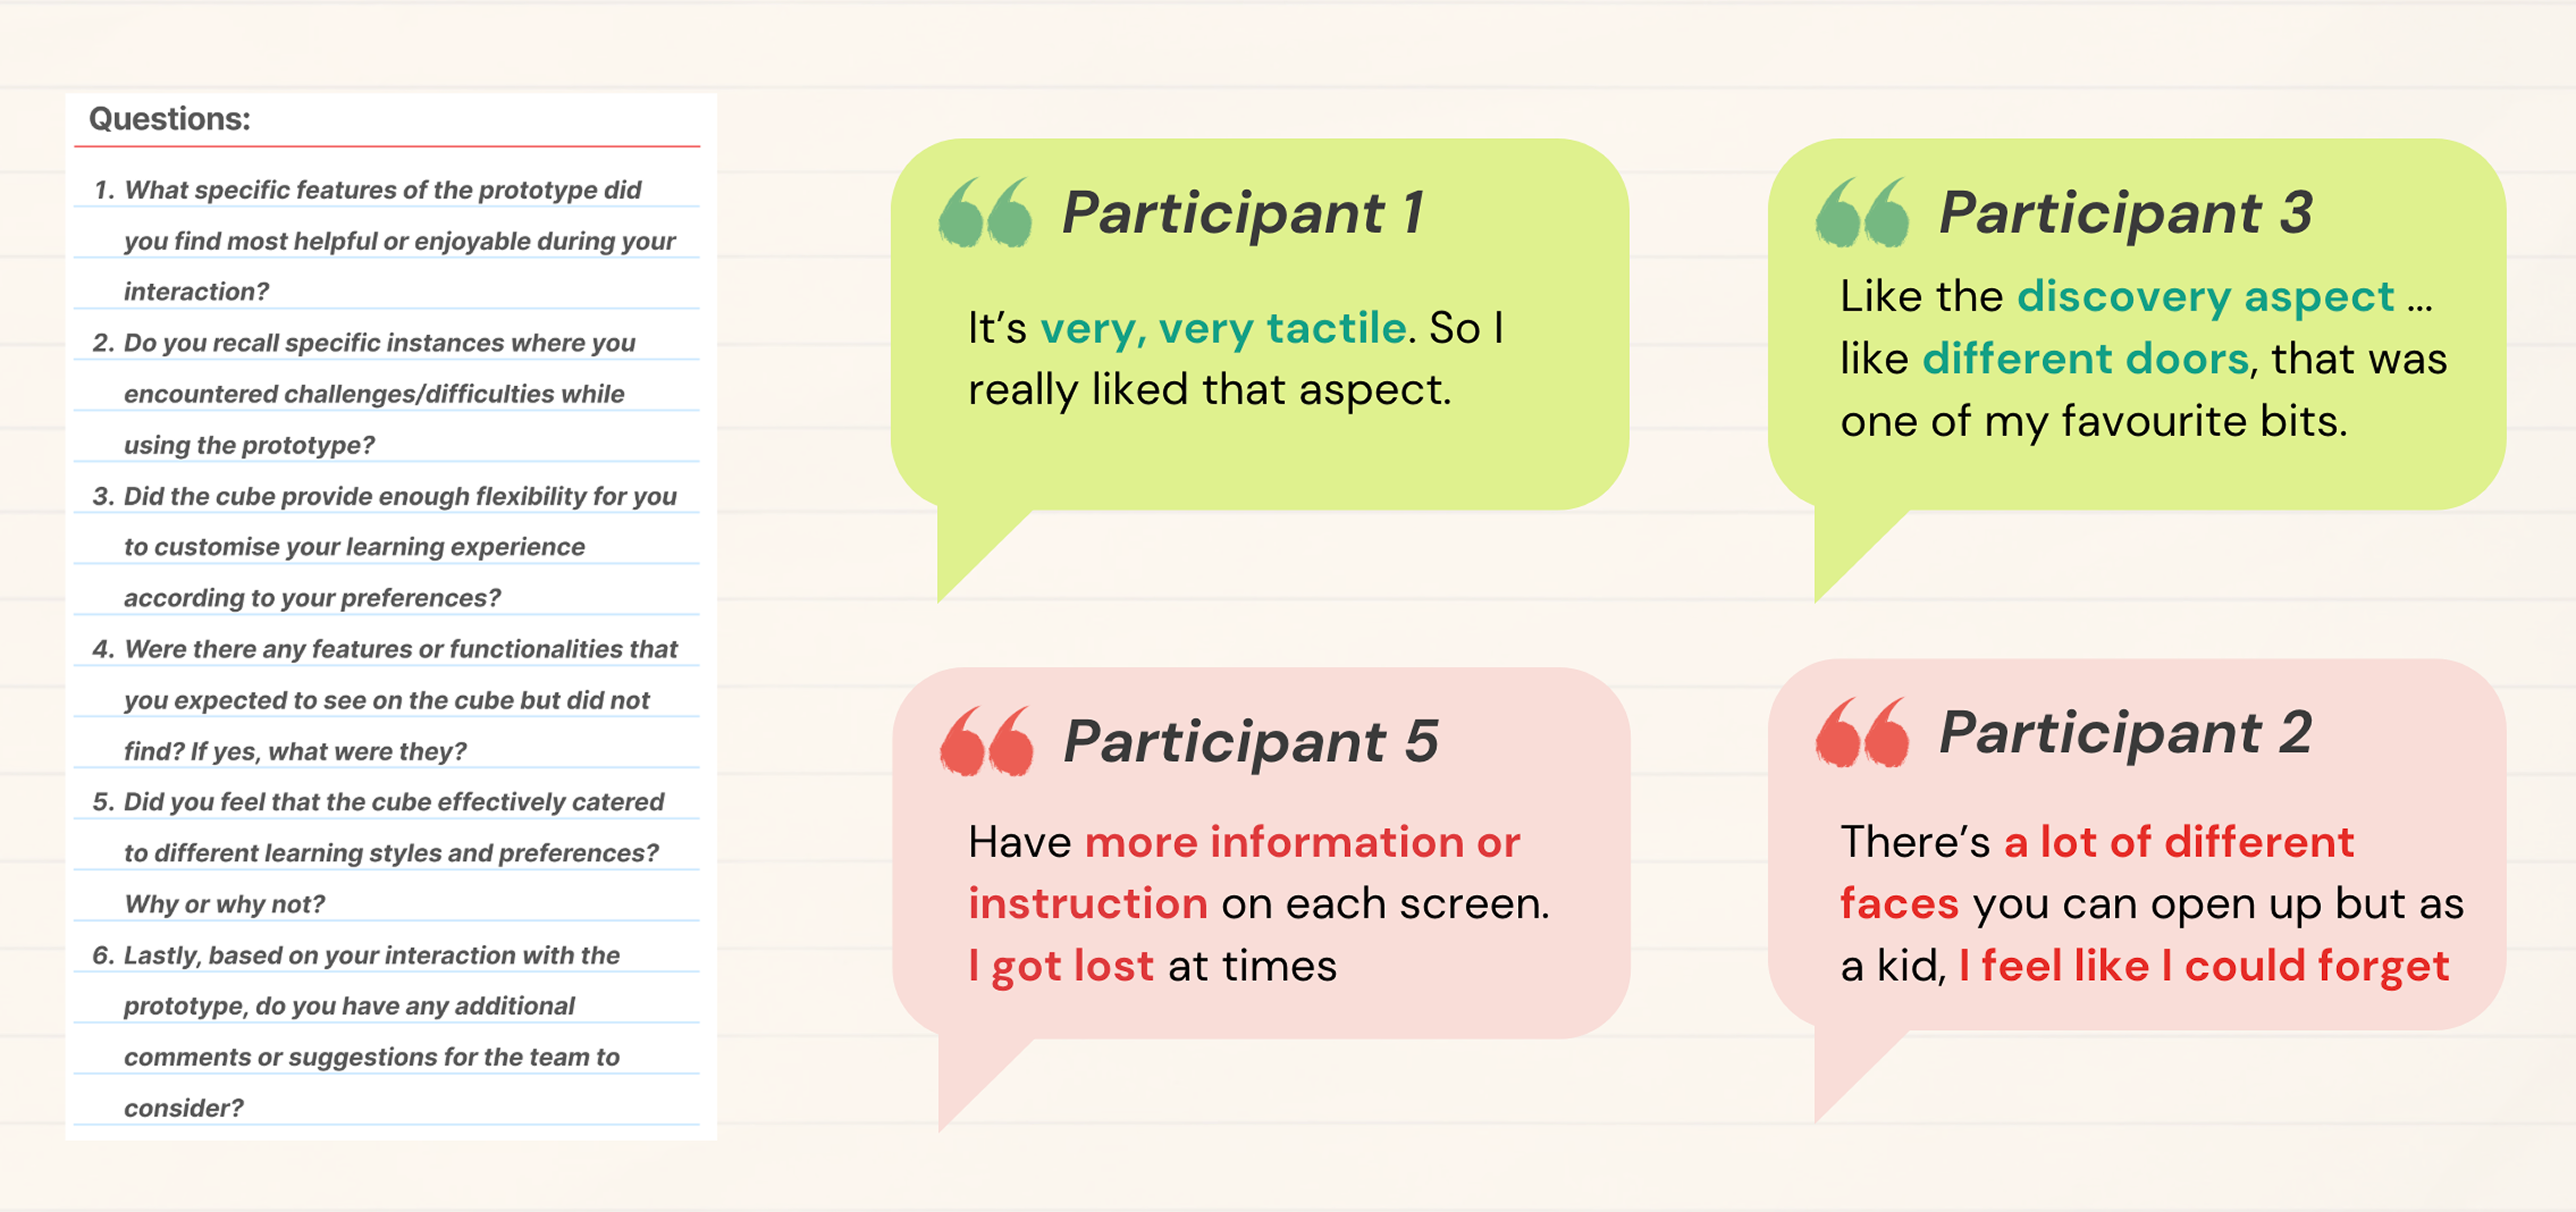 Questions:
1. What specific features of the prototype did
you find most helpful or enjoyable during your
interaction?
2. Do you recall specific instances where you
encountered challenges/difficulties while
using the prototype?
3. Did the cube provide enough flexibility for you
to customise your learning experience
according to your preferences?
4. Were there any features or functionalities that
you expected to see on the cube but did not
find? If yes, what were they?
5. Did you feel that the cube effectively catered
to different learning styles and preferences?
Why or why not?
6. Lastly, based on your interaction with the
prototype, do you have any additional
comments or suggestions for the team to
consider?
Participant 1
It’s very, very tactile. So I
really liked that aspect.
Participant 3
Like the discovery aspect ...
like different doors, that was
one of my favourite bits.
Participant 5
Have more information or
instruction on each screen.
I got lost at times
Participant 2
There’s a lot of different
faces you can open up but as
a kid, I feel like I could forget